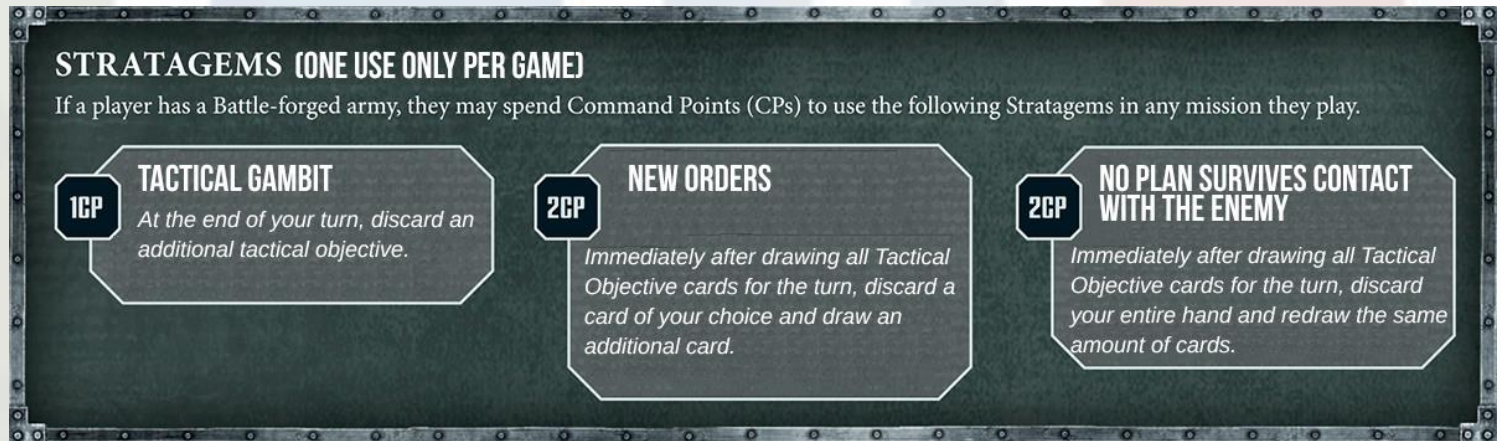 STRATAGEMS (ONE USE ONLY PER GAME)
If a player has a Battle-forged army, they may spend Command Points (CPs) to use the following Stratagems in any mission they play.
1CP
TACTICAL GAMBIT
At the end of your turn, discard an
additional tactical objective.
2CP
NEW ORDERS
Immediately after drawing all Tactical
Objective cards for the turn, discard a
card of your choice and draw an
additional card.
2CP
NO PLAN SURVIVES CONTACT
WITH THE ENEMY
Immediately after drawing all Tactical
Objective cards for the turn, discard
your entire hand and redraw the same
amount of cards.